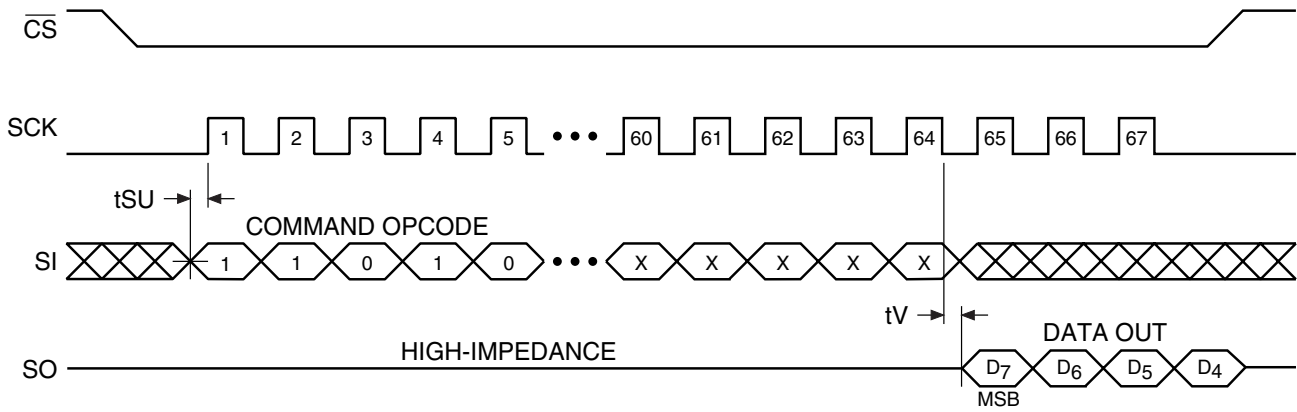 CS
SCK 1 2 3 4 5 ••• 60 61 62 63 64 65 66 67
tSU
COMMAND OPCODE
SI 1 1 0 1 0 ••• X X X X X
tV
DATA OUT
HIGH-IMPEDANCE
SO D7 D6 D5 D4
MSB